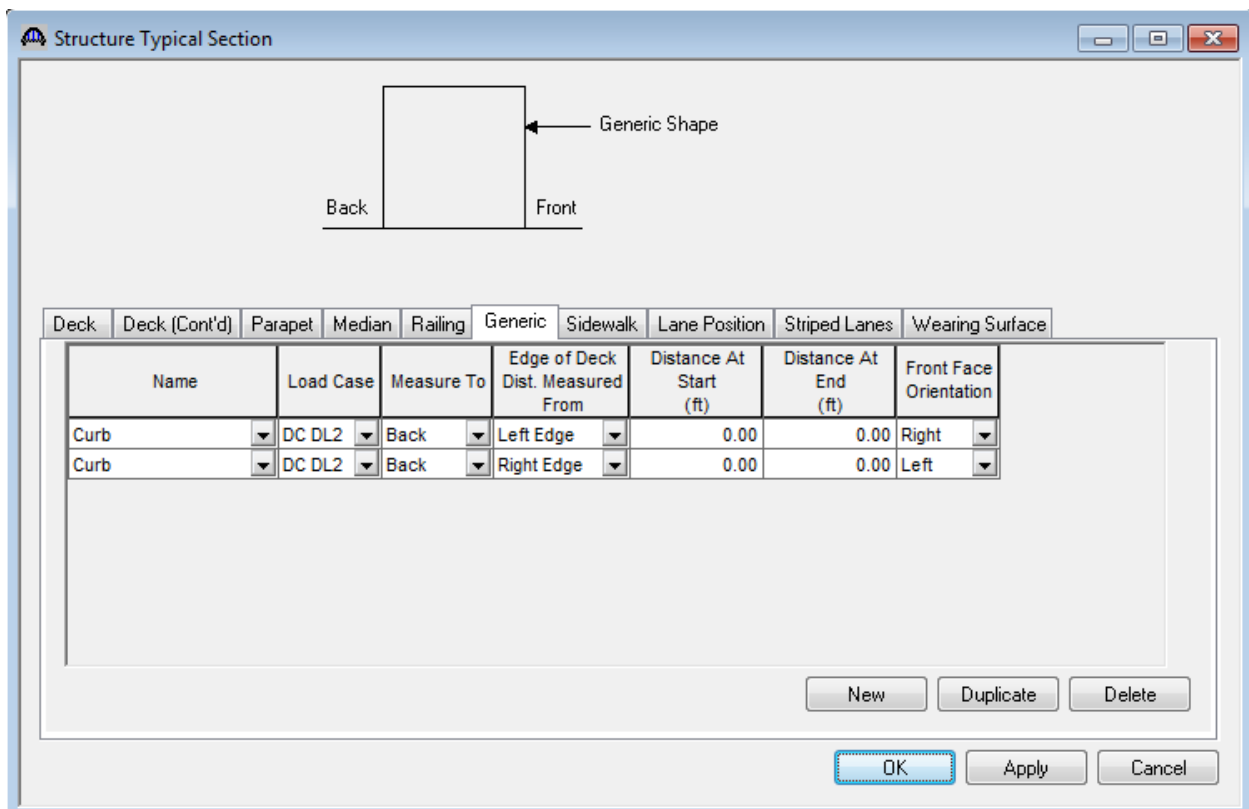 Structure Typical Section
Generic Shape
Back
Front
Deck
Deck (Cont'd)
Parapet
Median
Railing
Generic
Sidewalk
Lane Position
Striped Lanes
Wearing Surface
Name
Load Case
Measure To
Edge of Deck
Dist. Measured
From
Distance At
Start
(ft)
Distance At
End
(ft)
Front Face
Orientation
Curb DC DL2 Back Left Edge 0.00 0.00 Right
Curb DC DL2 Back Right Edge 0.00 0.00 Left
New Duplicate Delete
OK Apply Cancel